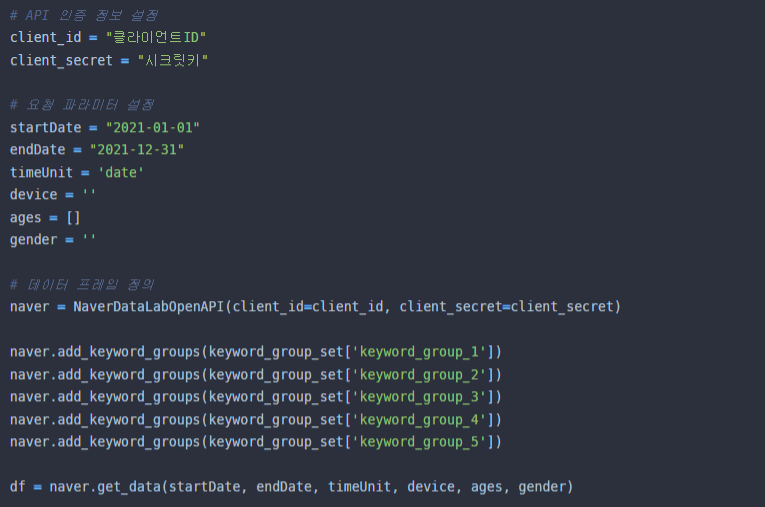 # API 인증 정보 설정
client_id = "클라이언트ID"
client_secret = "시크릿키"
# 요청 파라미터 설정
startDate = "2021-01-01"
endDate = "2021-12-31"
timeUnit = 'date'
device = ''
ages = []
gender = ''
# 데이터 프레임 정의
naver = NaverDataLabOpenAPI(client_id=client_id, client_secret=client_secret)
naver.add_keyword_groups(keyword_group_set['keyword_group_1'])
naver.add_keyword_groups(keyword_group_set['keyword_group_2'])
naver.add_keyword_groups(keyword_group_set['keyword_group_3'])
naver.add_keyword_groups(keyword_group_set['keyword_group_4'])
naver.add_keyword_groups(keyword_group_set['keyword_group_5'])
df = naver.get_data(startDate, endDate, timeUnit, device, ages, gender)